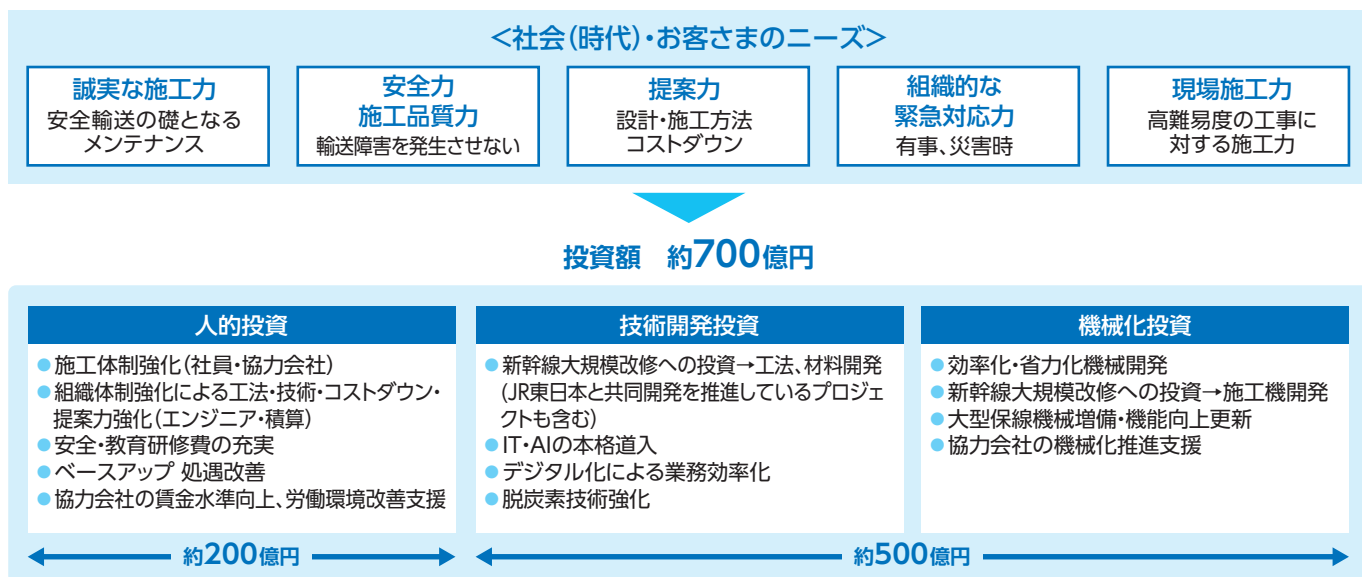 <社会(時代)・お客さまのニーズ>
誠実な施工力
安全輸送の礎となる
メンテナンス
安全力
施工品質力
輸送障害を発生させない
提案力
設計・施工方法
コストダウン
組織的な
緊急対応力
有事、災害時
現場施工力
高難易度の工事に
対する施工力
投資額 約700億円
人的投資
●施工体制強化(社員・協力会社)
●組織体制強化による工法・技術・コストダウン・
提案力強化(エンジニア・積算)
●安全・教育研修費の充実
●ベースアップ 処遇改善
●協力会社の賃金水準向上、労働環境改善支援
約200億円
技術開発投資
●新幹線大規模改修への投資→工法、材料開発
(JR東日本と共同開発を推進しているプロジェ
クトも含む)
●IT・AIの本格道入
●デジタル化による業務効率化
●脱炭素技術強化
機械化投資
●効率化・省力化機械開発
●新幹線大規模改修への投資→施工機開発
●大型保線機械増備・機能向上更新
●協力会社の機械化推進支援
約500億円